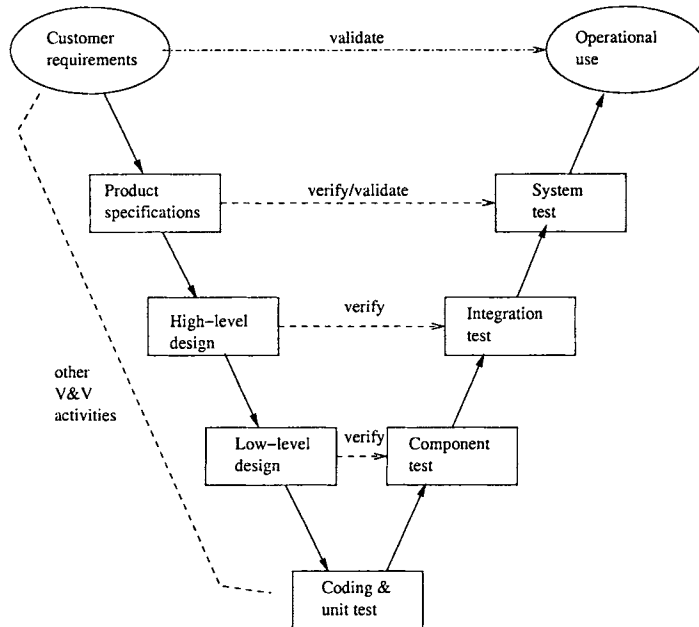 Customer
requirements
validate
Operational
use
Product
specifications
verify/validate
System
test
High-level
design
verify
Integration
test
other
V&V
activities
Low-level
design
verify
Component
test
Coding &
unit test